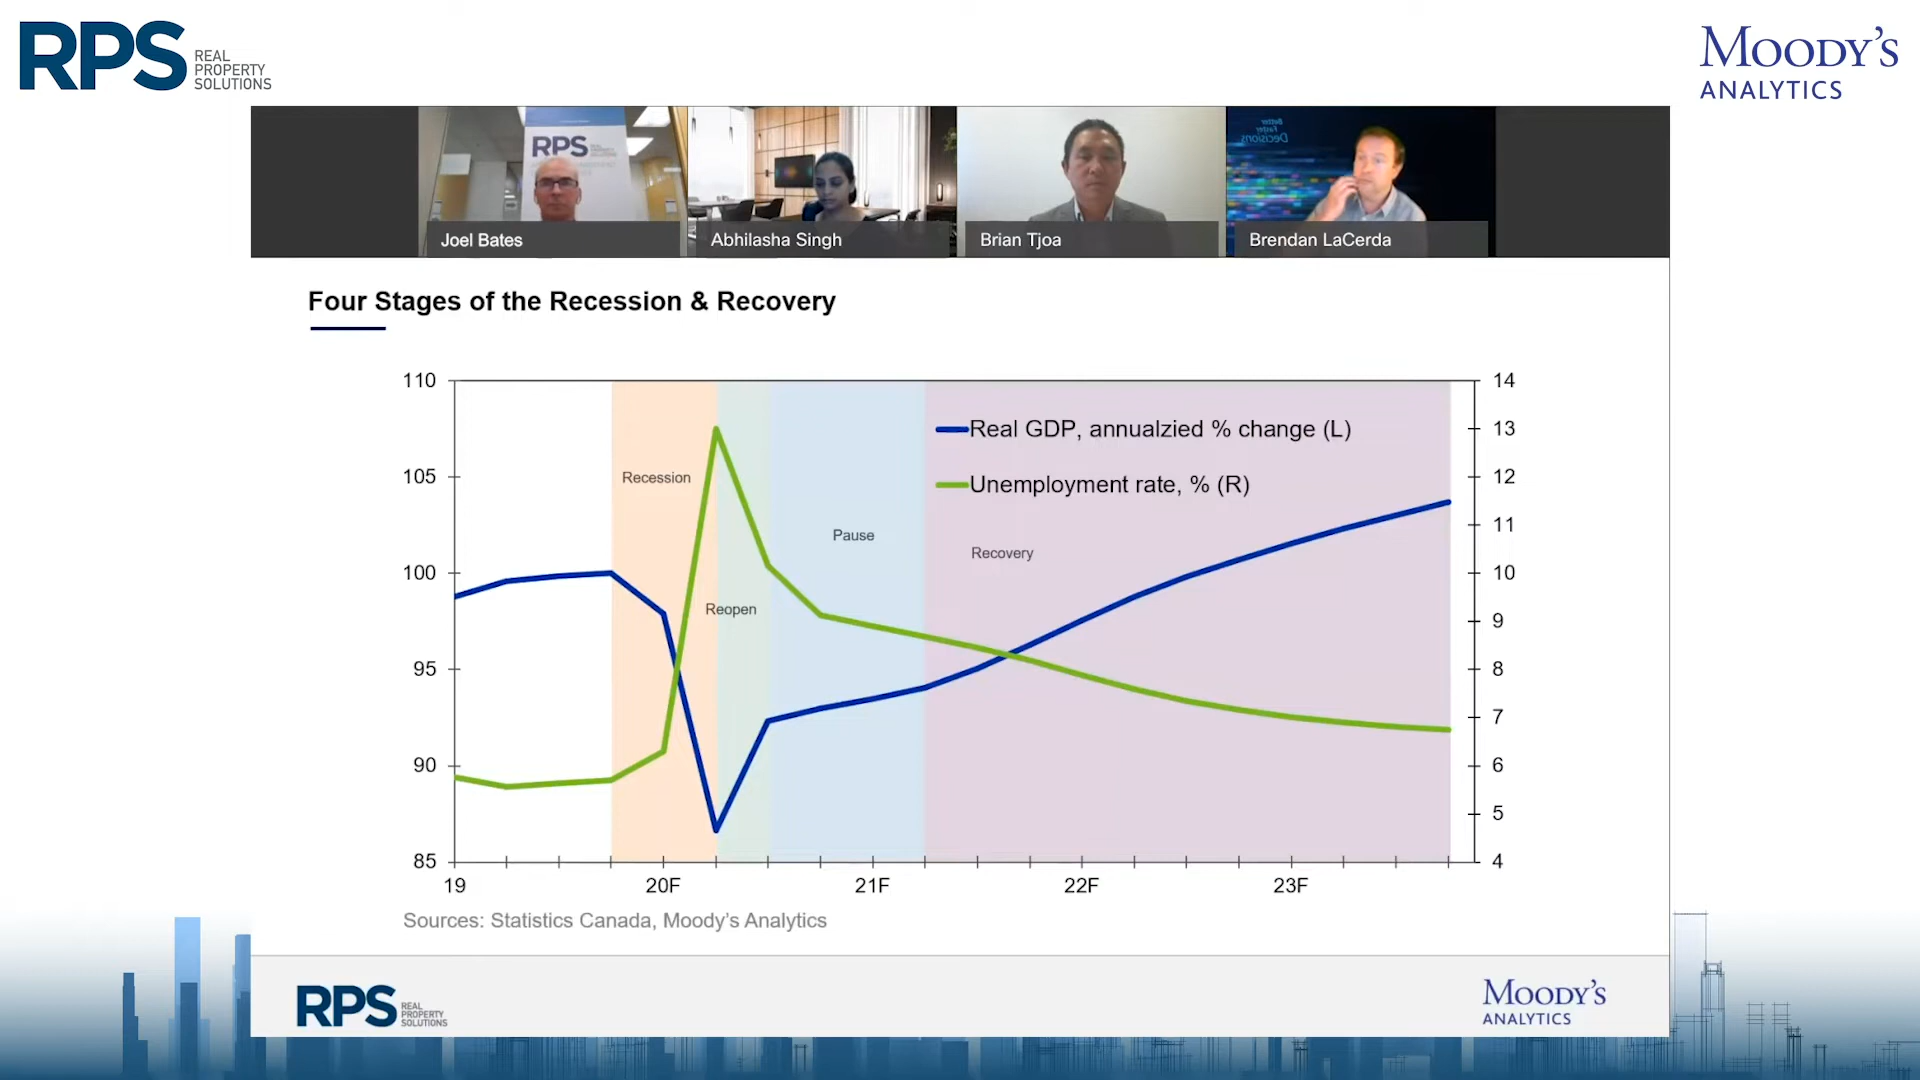 RPS REAL
PROPERTY
SOLUTIONS
MOODY'S
ANALYTICS
RPS
Better
Faster
Decisions
Joel Bates
Abhilasha Singh
Brian Tjoa
Brendan LaCerda
Four Stages of the Recession & Recovery
110
105
100
95
90
85
14
13
12
11
10
9
8
7
6
5
4
Real GDP, annualzied % change (L)
Unemployment rate, % (R)
Recession
Reopen
Pause
Recovery
19 20F 21F 22F 23F
Sources: Statistics Canada, Moody's Analytics
RPS REAL
PROPERTY
SOLUTIONS
MOODY'S
ANALYTICS